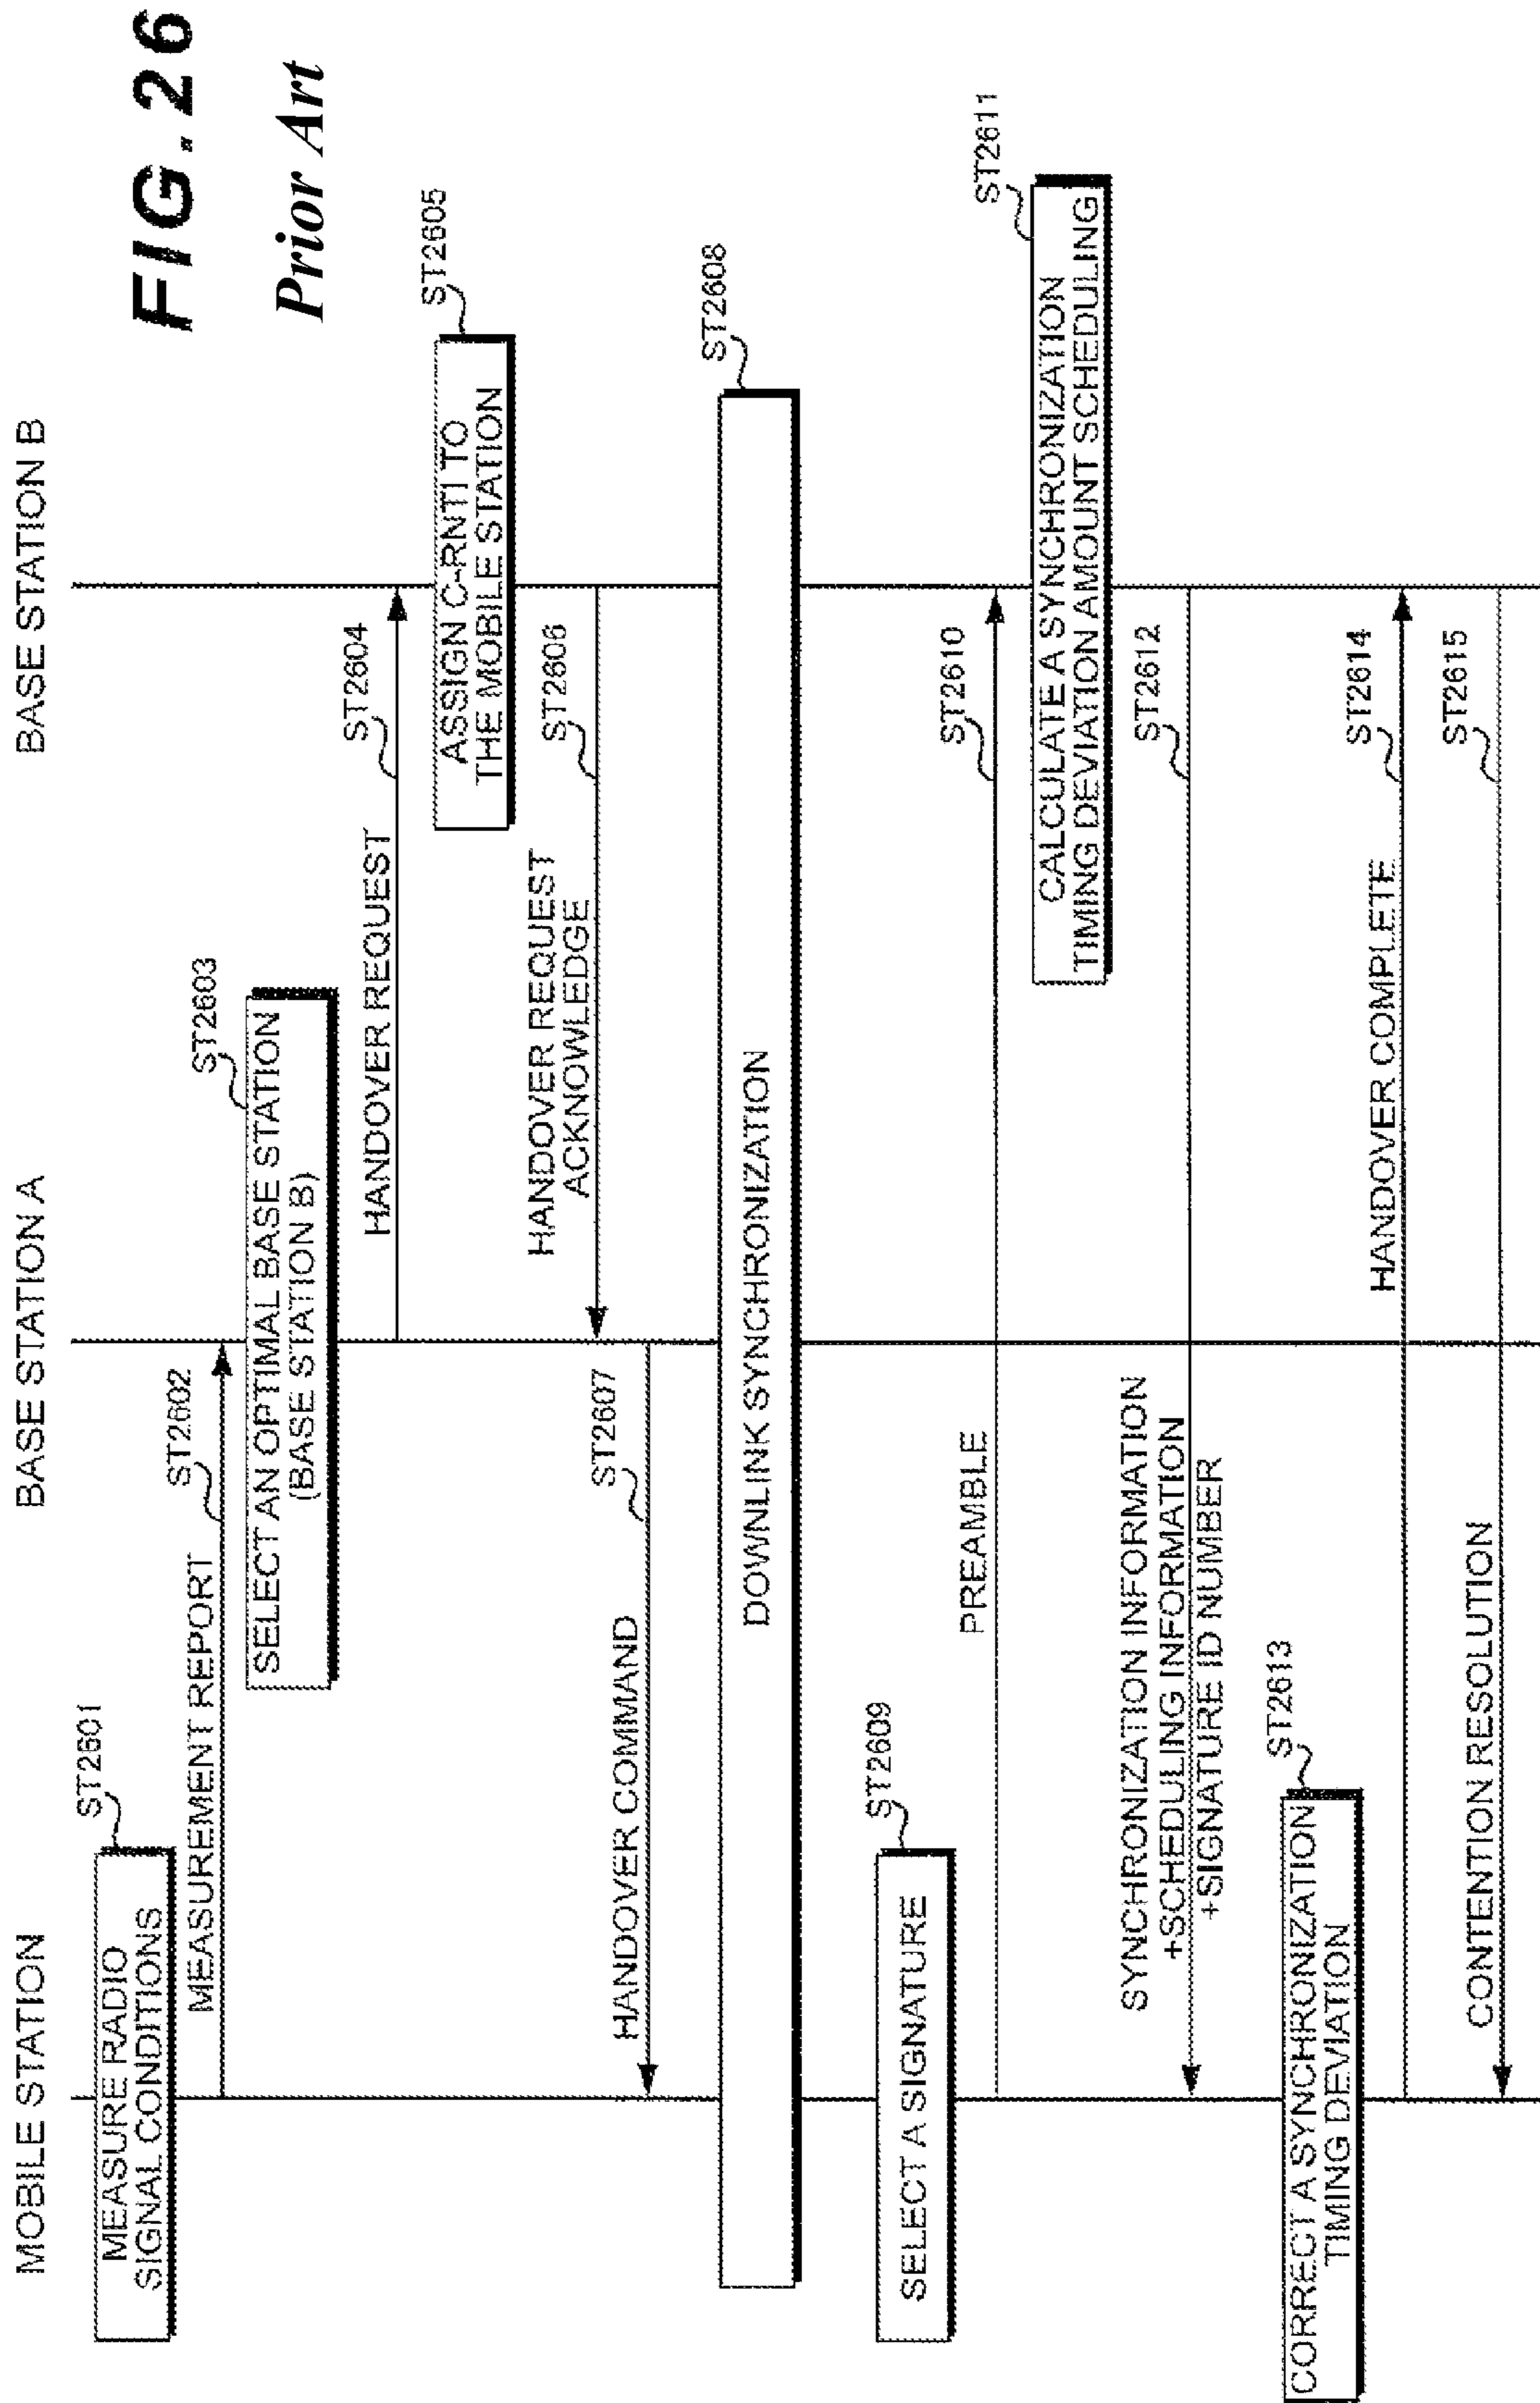 FIG. 26
Prior Art
MOBILE STATION
BASE STATION A
BASE STATION B
ST2601
MEASURE RADIO
SIGNAL CONDITIONS
MEASUREMENT REPORT
ST2602
ST2603
SELECT AN OPTIMAL BASE STATION
(BASE STATION B)
HANDOVER REQUEST
ST2604
ST2605
ASSIGN C-RNTI TO
THE MOBILE STATION
HANDOVER REQUEST
ACKNOWLEDGE
ST2606
HANDOVER COMMAND
ST2607
ST2608
DOWNLINK SYNCHRONIZATION
ST2609
SELECT A SIGNATURE
PREAMBLE
ST2610
ST2611
CALCULATE A SYNCHRONIZATION
TIMING DEVIATION AMOUNT SCHEDULING
SYNCHRONIZATION INFORMATION
+SCHEDULING INFORMATION
+SIGNATURE ID NUMBER
ST2612
ST2613
CORRECT A SYNCHRONIZATION
TIMING DEVIATION
HANDOVER COMPLETE
ST2614
CONTENTION RESOLUTION
ST2615